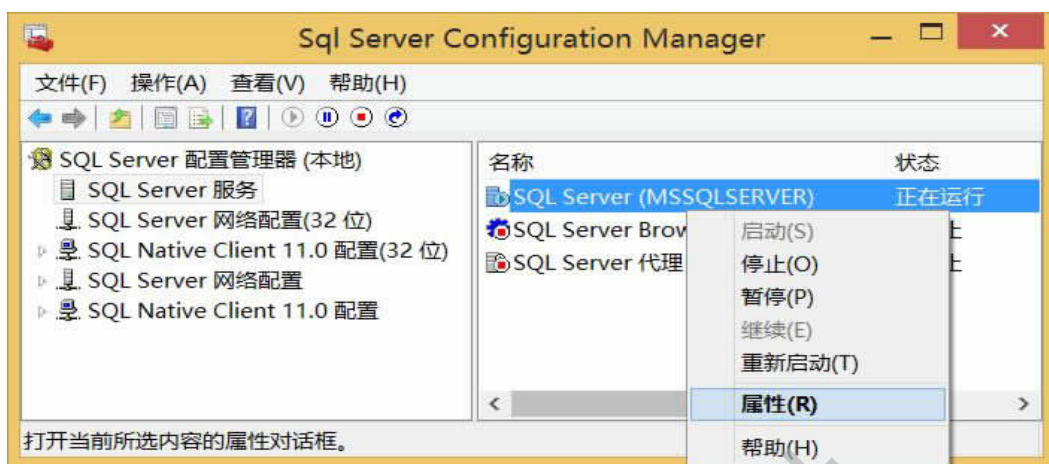 Sql Server Configuration Manager
文件(F) 操作(A) 查看(V) 帮助(H)
SQL Server 配置管理器 (本地)
SQL Server 服务
SQL Server 网络配置(32 位)
SQL Native Client 11.0 配置(32 位)
SQL Server 网络配置
SQL Native Client 11.0 配置
名称 状态
SQL Server (MSSQLSERVER) 正在运行
SQL Server Brow
SQL Server 代理
启动(S)
停止(O)
暂停(P)
继续(E)
重新启动(T)
属性(R)
帮助(H)
打开当前所选内容的属性对话框。